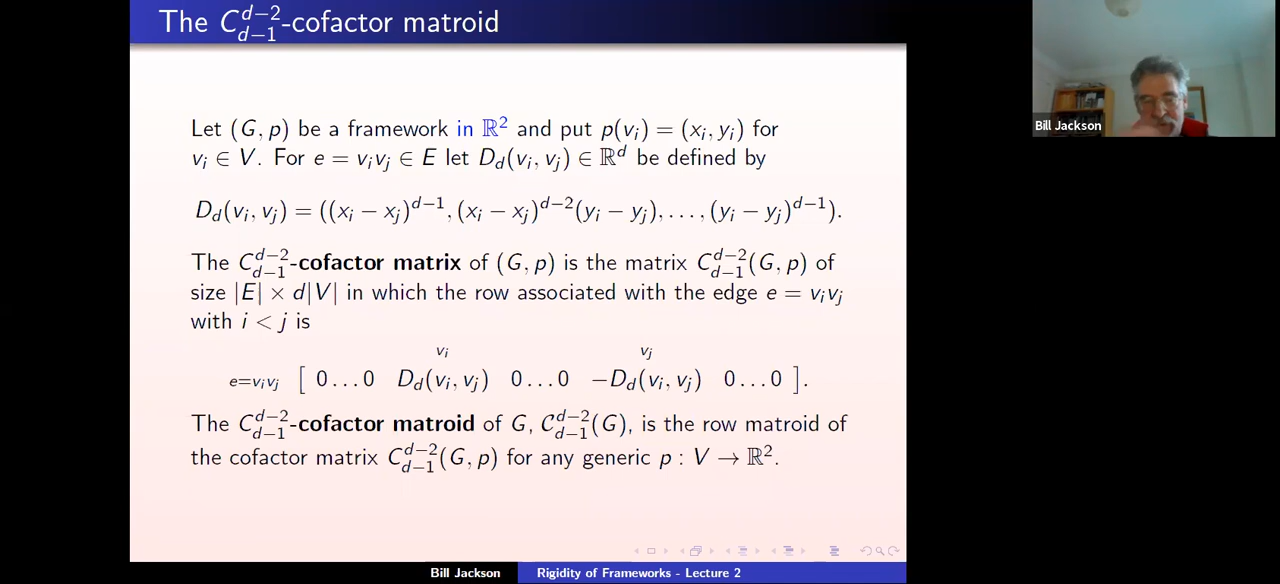 The $C_{d-1}^{d-2}$-cofactor matroid
Bill Jackson
Let $(G, p)$ be a framework in $\mathbb{R}^2$ and put $p(v_i) = (x_i, y_i)$ for
$v_i \in V$. For $e = v_i v_j \in E$ let $D_d(v_i, v_j) \in \mathbb{R}^d$ be defined by
$D_d(v_i, v_j) = ((x_i - x_j)^{d-1}, (x_i - x_j)^{d-2}(y_i - y_j), \ldots, (y_i - y_j)^{d-1}).$
The $C_{d-1}^{d-2}$-cofactor matrix of $(G, p)$ is the matrix $C_{d-1}^{d-2}(G, p)$ of
size $|E| \times d|V|$ in which the row associated with the edge $e = v_i v_j$
with $i < j$ is
$v_i$ $v_j$
$e{=}v_i v_j$ $[\ 0 \ldots 0 \quad D_d(v_i, v_j) \quad 0 \ldots 0 \quad -D_d(v_i, v_j) \quad 0 \ldots 0\ ].$
The $C_{d-1}^{d-2}$-cofactor matroid of $G$, $\mathcal{C}_{d-1}^{d-2}(G)$, is the row matroid of
the cofactor matrix $C_{d-1}^{d-2}(G, p)$ for any generic $p : V \to \mathbb{R}^2$.
Bill Jackson
Rigidity of Frameworks - Lecture 2